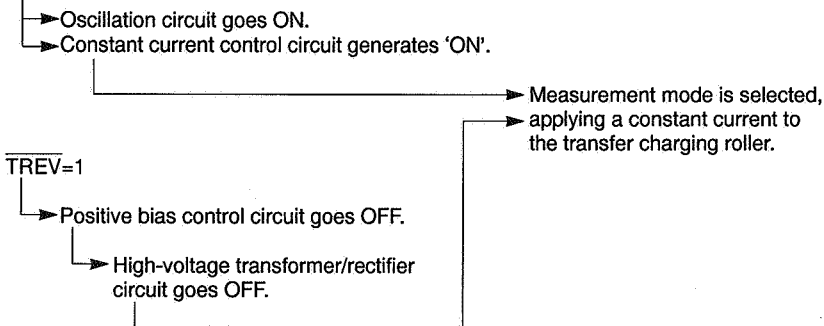 Oscillation circuit goes ON.
Constant current control circuit generates ‘ON’.
Measurement mode is selected,
applying a constant current to
the transfer charging roller.
T̅R̅E̅V̅=1
Positive bias control circuit goes OFF.
High-voltage transformer/rectifier
circuit goes OFF.